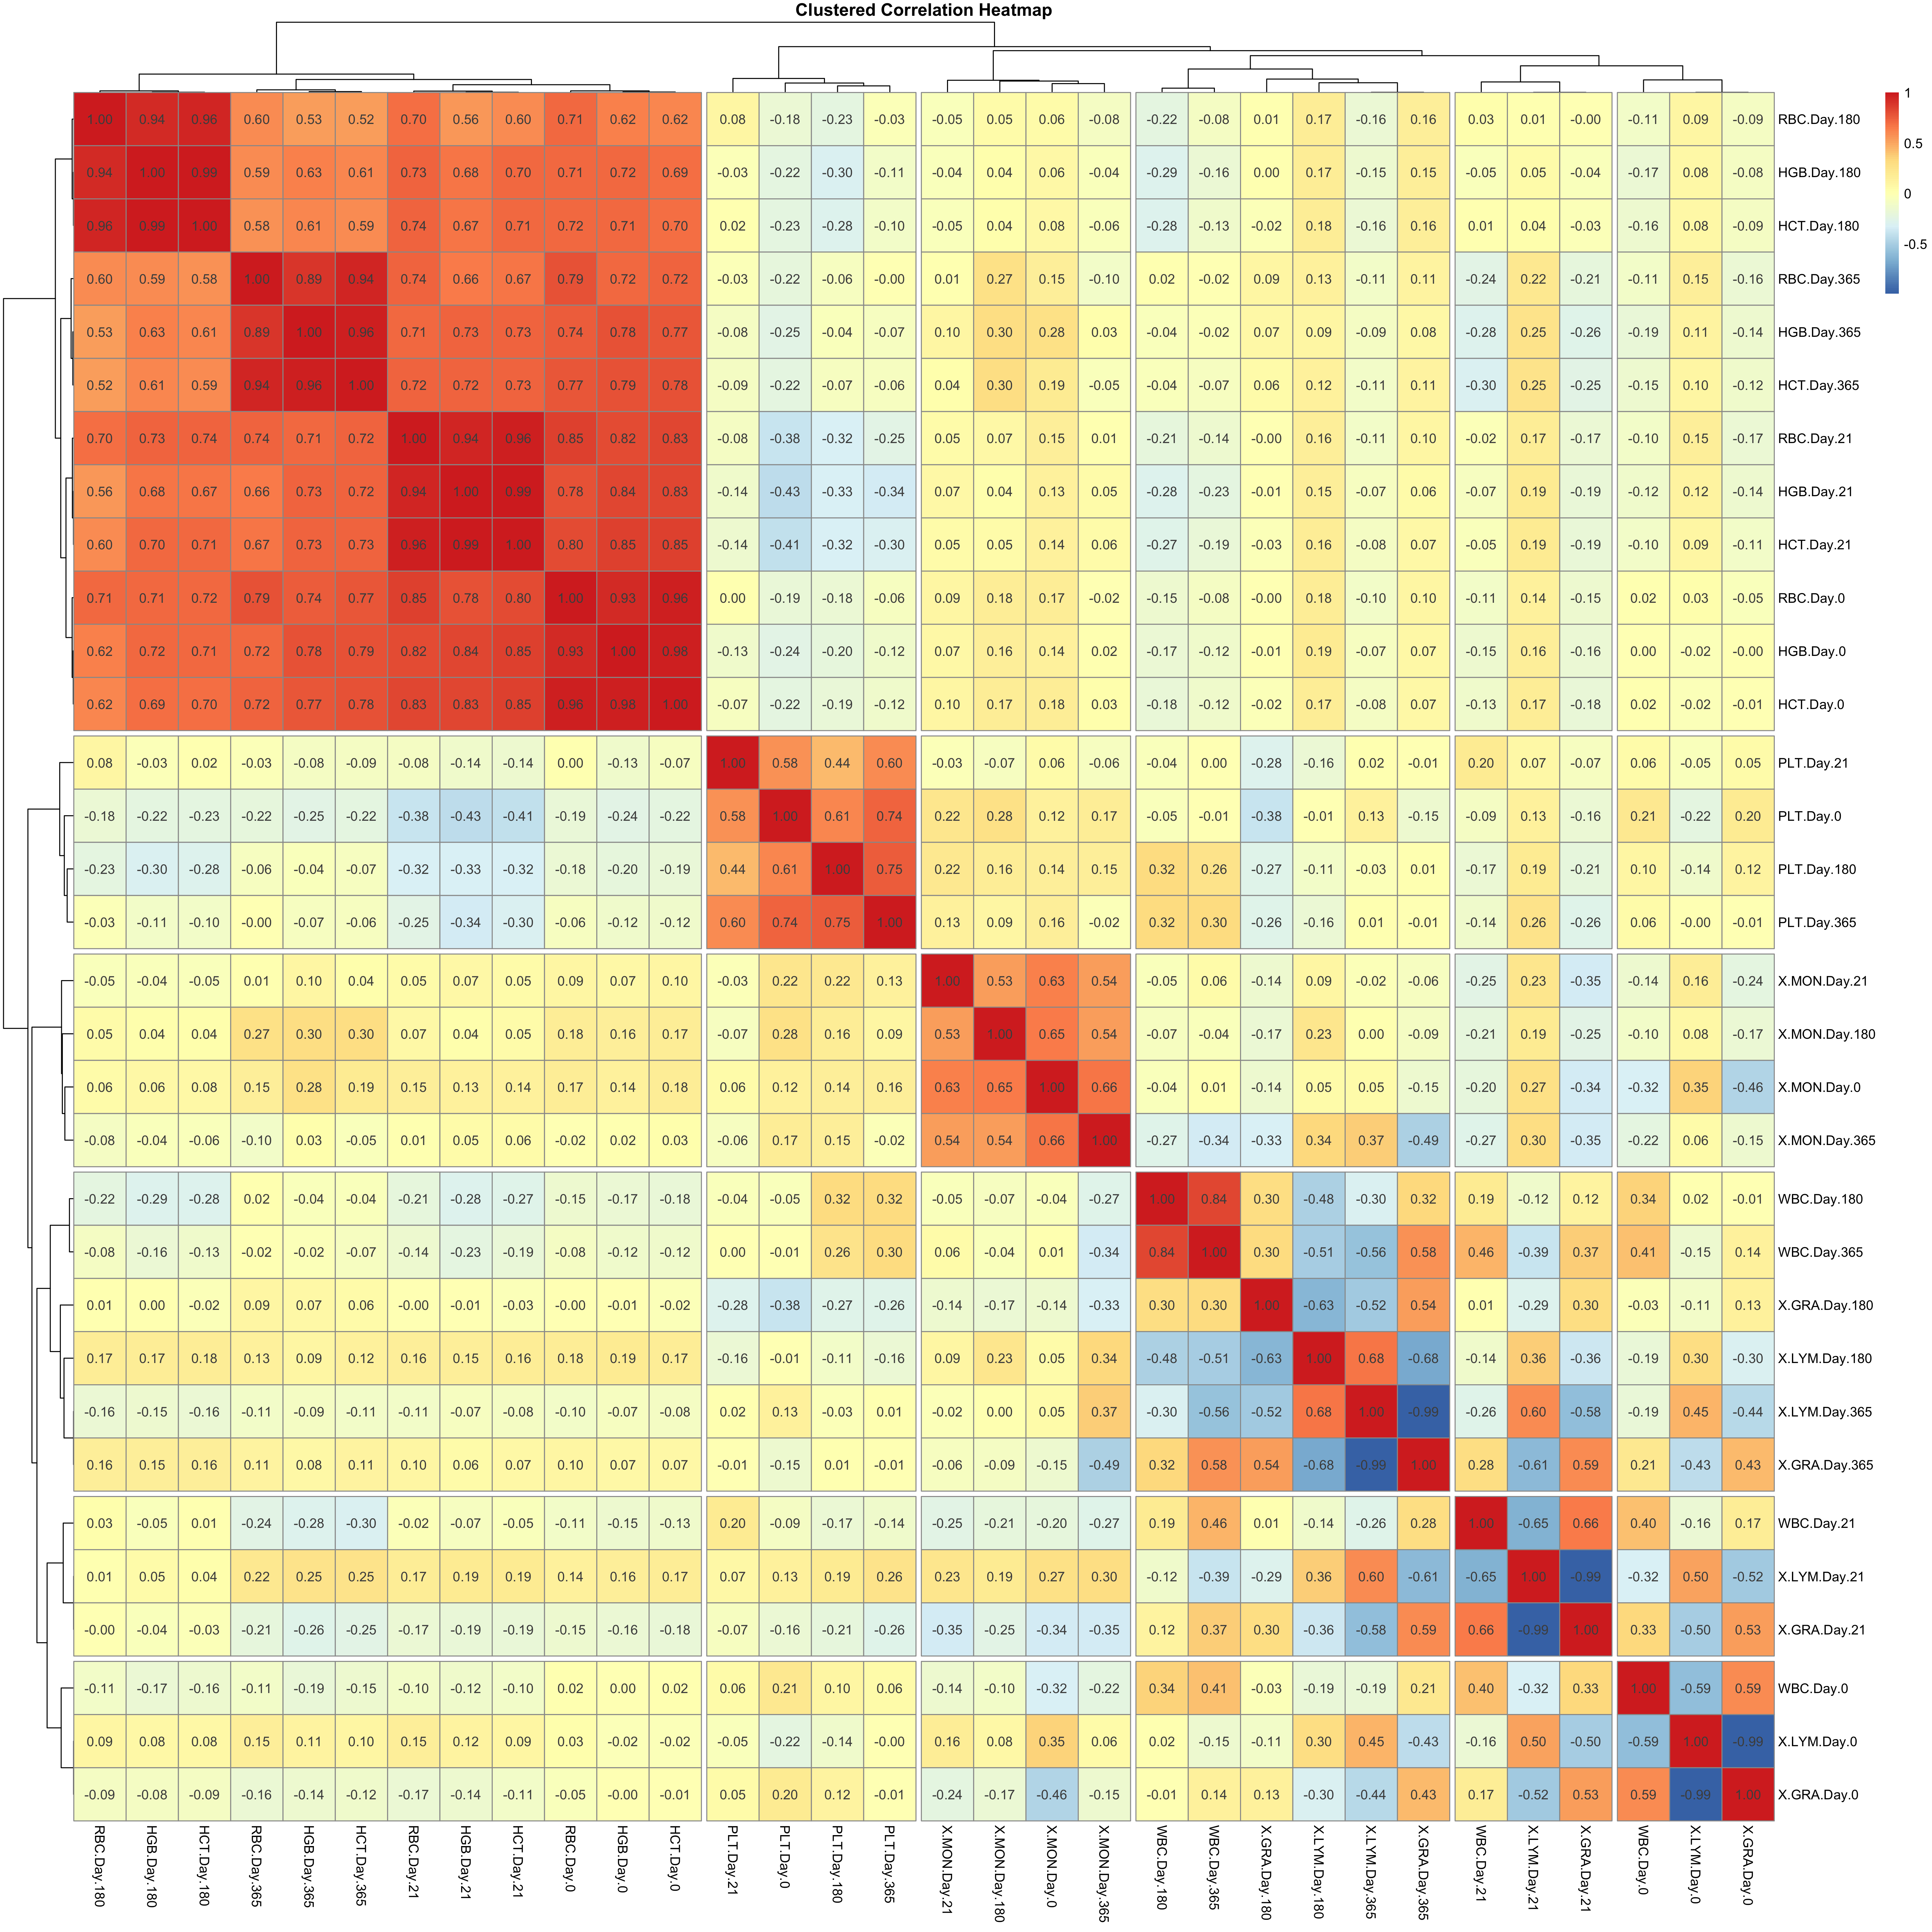 Clustered Correlation Heatmap
1.00 0.94 0.96 0.60 0.53 0.52 0.70 0.56 0.60 0.71 0.62 0.62 0.08 -0.18 -0.23 -0.03 -0.05 0.05 0.06 -0.08 -0.22 -0.08 0.01 0.17 -0.16 0.16 0.03 0.01 -0.00 -0.11 0.09 -0.09 RBC.Day.180
0.94 1.00 0.99 0.59 0.63 0.61 0.73 0.68 0.70 0.71 0.72 0.69 -0.03 -0.22 -0.30 -0.11 -0.04 0.04 0.06 -0.04 -0.29 -0.16 0.00 0.17 -0.15 0.15 -0.05 0.05 -0.04 -0.17 0.08 -0.08 HGB.Day.180
0.96 0.99 1.00 0.58 0.61 0.59 0.74 0.67 0.71 0.72 0.71 0.70 0.02 -0.23 -0.28 -0.10 -0.05 0.04 0.08 -0.06 -0.28 -0.13 -0.02 0.18 -0.16 0.16 0.01 0.04 -0.03 -0.16 0.08 -0.09 HCT.Day.180
0.60 0.59 0.58 1.00 0.89 0.94 0.74 0.66 0.67 0.79 0.72 0.72 -0.03 -0.22 -0.06 -0.00 0.01 0.27 0.15 -0.10 0.02 -0.02 0.09 0.13 -0.11 0.11 -0.24 0.22 -0.21 -0.11 0.15 -0.16 RBC.Day.365
0.53 0.63 0.61 0.89 1.00 0.96 0.71 0.73 0.73 0.74 0.78 0.77 -0.08 -0.25 -0.04 -0.07 0.10 0.30 0.28 0.03 -0.04 -0.02 0.07 0.09 -0.09 0.08 -0.28 0.25 -0.26 -0.19 0.11 -0.14 HGB.Day.365
0.52 0.61 0.59 0.94 0.96 1.00 0.72 0.72 0.73 0.77 0.79 0.78 -0.09 -0.22 -0.07 -0.06 0.04 0.30 0.19 -0.05 -0.04 -0.07 0.06 0.12 -0.11 0.11 -0.30 0.25 -0.25 -0.15 0.10 -0.12 HCT.Day.365
0.70 0.73 0.74 0.74 0.71 0.72 1.00 0.94 0.96 0.85 0.82 0.83 -0.08 -0.38 -0.32 -0.25 0.05 0.07 0.15 0.01 -0.21 -0.14 -0.00 0.16 -0.11 0.10 -0.02 0.17 -0.17 -0.10 0.15 -0.17 RBC.Day.21
0.56 0.68 0.67 0.66 0.73 0.72 0.94 1.00 0.99 0.78 0.84 0.83 -0.14 -0.43 -0.33 -0.34 0.07 0.04 0.13 0.05 -0.28 -0.23 -0.01 0.15 -0.07 0.06 -0.07 0.19 -0.19 -0.12 0.12 -0.14 HGB.Day.21
0.60 0.70 0.71 0.67 0.73 0.73 0.96 0.99 1.00 0.80 0.85 0.85 -0.14 -0.41 -0.32 -0.30 0.05 0.05 0.14 0.06 -0.27 -0.19 -0.03 0.16 -0.08 0.07 -0.05 0.19 -0.19 -0.10 0.09 -0.11 HCT.Day.21
0.71 0.71 0.72 0.79 0.74 0.77 0.85 0.78 0.80 1.00 0.93 0.96 0.00 -0.19 -0.18 -0.06 0.09 0.18 0.17 -0.02 -0.15 -0.08 -0.00 0.18 -0.10 0.10 -0.11 0.14 -0.15 0.02 0.03 -0.05 RBC.Day.0
0.62 0.72 0.71 0.72 0.78 0.79 0.82 0.84 0.85 0.93 1.00 0.98 -0.13 -0.24 -0.20 -0.12 0.07 0.16 0.14 0.02 -0.17 -0.12 -0.01 0.19 -0.07 0.07 -0.15 0.16 -0.16 0.00 -0.02 -0.00 HGB.Day.0
0.62 0.69 0.70 0.72 0.77 0.78 0.83 0.83 0.85 0.96 0.98 1.00 -0.07 -0.22 -0.19 -0.12 0.10 0.17 0.18 0.03 -0.18 -0.12 -0.02 0.17 -0.08 0.07 -0.13 0.17 -0.18 0.02 -0.02 -0.01 HCT.Day.0
0.08 -0.03 0.02 -0.03 -0.08 -0.09 -0.08 -0.14 -0.14 0.00 -0.13 -0.07 1.00 0.58 0.44 0.60 -0.03 -0.07 0.06 -0.06 -0.04 0.00 -0.28 -0.16 0.02 -0.01 0.20 0.07 -0.07 0.06 -0.05 0.05 PLT.Day.21
-0.18 -0.22 -0.23 -0.22 -0.25 -0.22 -0.38 -0.43 -0.41 -0.19 -0.24 -0.22 0.58 1.00 0.61 0.74 0.22 0.28 0.12 0.17 -0.05 -0.01 -0.38 -0.01 0.13 -0.15 -0.09 0.13 -0.16 0.21 -0.22 0.20 PLT.Day.0
-0.23 -0.30 -0.28 -0.06 -0.04 -0.07 -0.32 -0.33 -0.32 -0.18 -0.20 -0.19 0.44 0.61 1.00 0.75 0.22 0.16 0.14 0.15 0.32 0.26 -0.27 -0.11 -0.03 0.01 -0.17 0.19 -0.21 0.10 -0.14 0.12 PLT.Day.180
-0.03 -0.11 -0.10 -0.00 -0.07 -0.06 -0.25 -0.34 -0.30 -0.06 -0.12 -0.12 0.60 0.74 0.75 1.00 0.13 0.09 0.16 -0.02 0.32 0.30 -0.26 -0.16 0.01 -0.01 -0.14 0.26 -0.26 0.06 -0.00 -0.01 PLT.Day.365
-0.05 -0.04 -0.05 0.01 0.10 0.04 0.05 0.07 0.05 0.09 0.07 0.10 -0.03 0.22 0.22 0.13 1.00 0.53 0.63 0.54 -0.05 0.06 -0.14 0.09 -0.02 -0.06 -0.25 0.23 -0.35 -0.14 0.16 -0.24 X.MON.Day.21
0.05 0.04 0.04 0.27 0.30 0.30 0.07 0.04 0.05 0.18 0.16 0.17 -0.07 0.28 0.16 0.09 0.53 1.00 0.65 0.54 -0.07 -0.04 -0.17 0.23 0.00 -0.09 -0.21 0.19 -0.25 -0.10 0.08 -0.17 X.MON.Day.180
0.06 0.06 0.08 0.15 0.28 0.19 0.15 0.13 0.14 0.17 0.14 0.18 0.06 0.12 0.14 0.16 0.63 0.65 1.00 0.66 -0.04 0.01 -0.14 0.05 0.05 -0.15 -0.20 0.27 -0.34 -0.32 0.35 -0.46 X.MON.Day.0
-0.08 -0.04 -0.06 -0.10 0.03 -0.05 0.01 0.05 0.06 -0.02 0.02 0.03 -0.06 0.17 0.15 -0.02 0.54 0.54 0.66 1.00 -0.27 -0.34 -0.33 0.34 0.37 -0.49 -0.27 0.30 -0.35 -0.22 0.06 -0.15 X.MON.Day.365
-0.22 -0.29 -0.28 0.02 -0.04 -0.04 -0.21 -0.28 -0.27 -0.15 -0.17 -0.18 -0.04 -0.05 0.32 0.32 -0.05 -0.07 -0.04 -0.27 1.00 0.84 0.30 -0.48 -0.30 0.32 0.19 -0.12 0.12 0.34 0.02 -0.01 WBC.Day.180
-0.08 -0.16 -0.13 -0.02 -0.02 -0.07 -0.14 -0.23 -0.19 -0.08 -0.12 -0.12 0.00 -0.01 0.26 0.30 0.06 -0.04 0.01 -0.34 0.84 1.00 0.30 -0.51 -0.56 0.58 0.46 -0.39 0.37 0.41 -0.15 0.14 WBC.Day.365
0.01 0.00 -0.02 0.09 0.07 0.06 -0.00 -0.01 -0.03 -0.00 -0.01 -0.02 -0.28 -0.38 -0.27 -0.26 -0.14 -0.17 -0.14 -0.33 0.30 0.30 1.00 -0.63 -0.52 0.54 0.01 -0.29 0.30 -0.03 -0.11 0.13 X.GRA.Day.180
0.17 0.17 0.18 0.13 0.09 0.12 0.16 0.15 0.16 0.18 0.19 0.17 -0.16 -0.01 -0.11 -0.16 0.09 0.23 0.05 0.34 -0.48 -0.51 -0.63 1.00 0.68 -0.68 -0.14 0.36 -0.36 -0.19 0.30 -0.30 X.LYM.Day.180
-0.16 -0.15 -0.16 -0.11 -0.09 -0.11 -0.11 -0.07 -0.08 -0.10 -0.07 -0.08 0.02 0.13 -0.03 0.01 -0.02 0.00 0.05 0.37 -0.30 -0.56 -0.52 0.68 1.00 -0.99 -0.26 0.60 -0.58 -0.19 0.45 -0.44 X.LYM.Day.365
0.16 0.15 0.16 0.11 0.08 0.11 0.10 0.06 0.07 0.10 0.07 0.07 -0.01 -0.15 0.01 -0.01 -0.06 -0.09 -0.15 -0.49 0.32 0.58 0.54 -0.68 -0.99 1.00 0.28 -0.61 0.59 0.21 -0.43 0.43 X.GRA.Day.365
0.03 -0.05 0.01 -0.24 -0.28 -0.30 -0.02 -0.07 -0.05 -0.11 -0.15 -0.13 0.20 -0.09 -0.17 -0.14 -0.25 -0.21 -0.20 -0.27 0.19 0.46 0.01 -0.14 -0.26 0.28 1.00 -0.65 0.66 0.40 -0.16 0.17 WBC.Day.21
0.01 0.05 0.04 0.22 0.25 0.25 0.17 0.19 0.19 0.14 0.16 0.17 0.07 0.13 0.19 0.26 0.23 0.19 0.27 0.30 -0.12 -0.39 -0.29 0.36 0.60 -0.61 -0.65 1.00 -0.99 -0.32 0.50 -0.52 X.LYM.Day.21
-0.00 -0.04 -0.03 -0.21 -0.26 -0.25 -0.17 -0.19 -0.19 -0.15 -0.16 -0.18 -0.07 -0.16 -0.21 -0.26 -0.35 -0.25 -0.34 -0.35 0.12 0.37 0.30 -0.36 -0.58 0.59 0.66 -0.99 1.00 0.33 -0.50 0.53 X.GRA.Day.21
-0.11 -0.17 -0.16 -0.11 -0.19 -0.15 -0.10 -0.12 -0.10 0.02 0.00 0.02 0.06 0.21 0.10 0.06 -0.14 -0.10 -0.32 -0.22 0.34 0.41 -0.03 -0.19 -0.19 0.21 0.40 -0.32 0.33 1.00 -0.59 0.59 WBC.Day.0
0.09 0.08 0.08 0.15 0.11 0.10 0.15 0.12 0.09 0.03 -0.02 -0.02 -0.05 -0.22 -0.14 -0.00 0.16 0.08 0.35 0.06 0.02 -0.15 -0.11 0.30 0.45 -0.43 -0.16 0.50 -0.50 -0.59 1.00 -0.99 X.LYM.Day.0
-0.09 -0.08 -0.09 -0.16 -0.14 -0.12 -0.17 -0.14 -0.11 -0.05 -0.00 -0.01 0.05 0.20 0.12 -0.01 -0.24 -0.17 -0.46 -0.15 -0.01 0.14 0.13 -0.30 -0.44 0.43 0.17 -0.52 0.53 0.59 -0.99 1.00 X.GRA.Day.0
RBC.Day.180 HGB.Day.180 HCT.Day.180 RBC.Day.365 HGB.Day.365 HCT.Day.365 RBC.Day.21 HGB.Day.21 HCT.Day.21 RBC.Day.0 HGB.Day.0 HCT.Day.0 PLT.Day.21 PLT.Day.0 PLT.Day.180 PLT.Day.365 X.MON.Day.21 X.MON.Day.180 X.MON.Day.0 X.MON.Day.365 WBC.Day.180 WBC.Day.365 X.GRA.Day.180 X.LYM.Day.180 X.LYM.Day.365 X.GRA.Day.365 WBC.Day.21 X.LYM.Day.21 X.GRA.Day.21 WBC.Day.0 X.LYM.Day.0 X.GRA.Day.0
1
0.5
0
-0.5